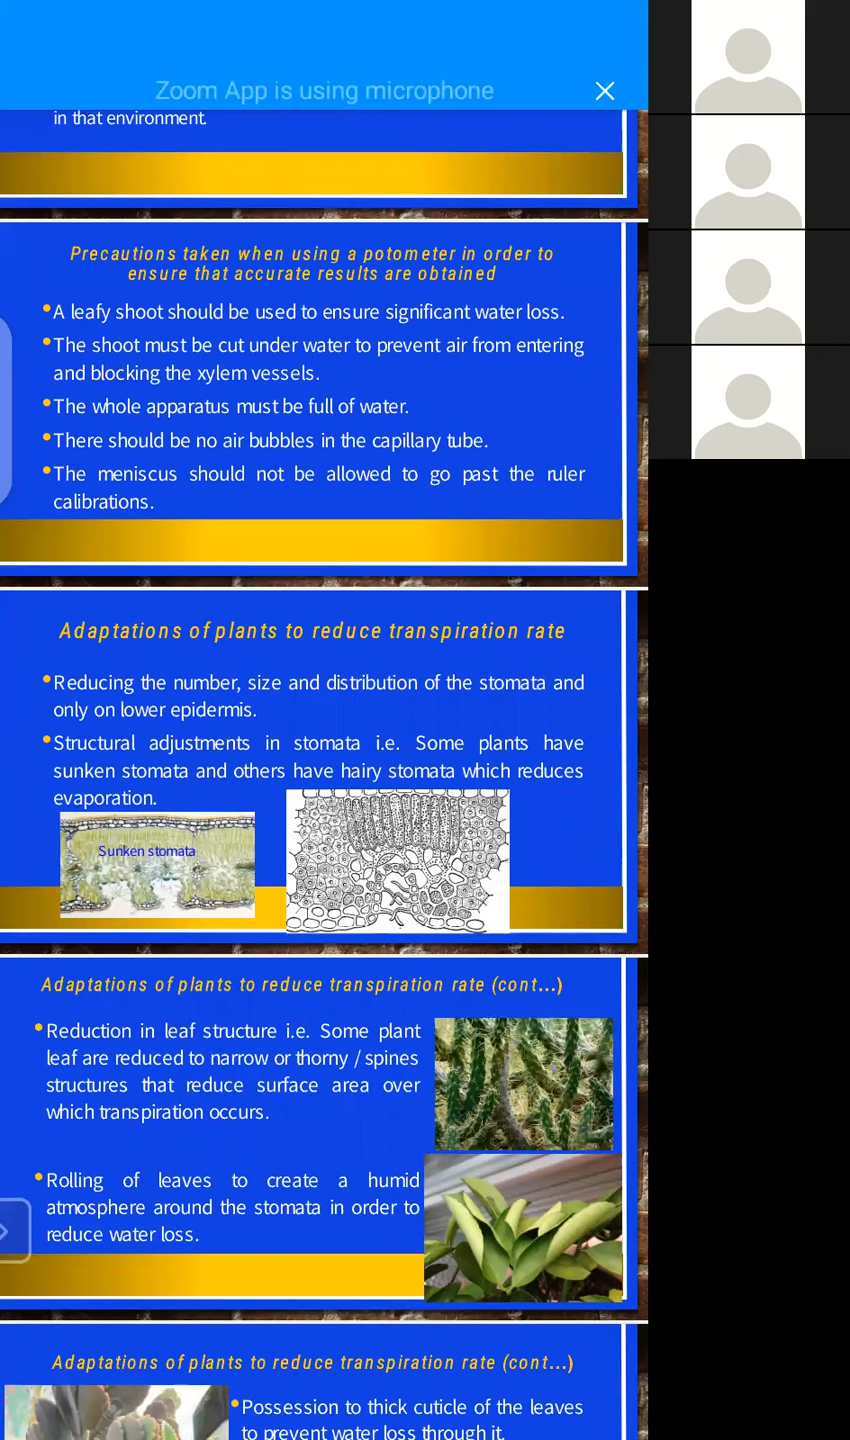 Zoom App is using microphone
in that environment.
Precautions taken when using a potometer in order to
ensure that accurate results are obtained
•A leafy shoot should be used to ensure significant water loss.
•The shoot must be cut under water to prevent air from entering
and blocking the xylem vessels.
•The whole apparatus must be full of water.
•There should be no air bubbles in the capillary tube.
•The meniscus should not be allowed to go past the ruler
calibrations.
Adaptations of plants to reduce transpiration rate
•Reducing the number, size and distribution of the stomata and
only on lower epidermis.
•Structural adjustments in stomata i.e. Some plants have
sunken stomata and others have hairy stomata which reduces
evaporation.
Sunken stomata
Adaptations of plants to reduce transpiration rate (cont...)
•Reduction in leaf structure i.e. Some plant
leaf are reduced to narrow or thorny / spines
structures that reduce surface area over
which transpiration occurs.
•Rolling of leaves to create a humid
atmosphere around the stomata in order to
reduce water loss.
Adaptations of plants to reduce transpiration rate (cont...)
•Possession to thick cuticle of the leaves
to prevent water loss through it.